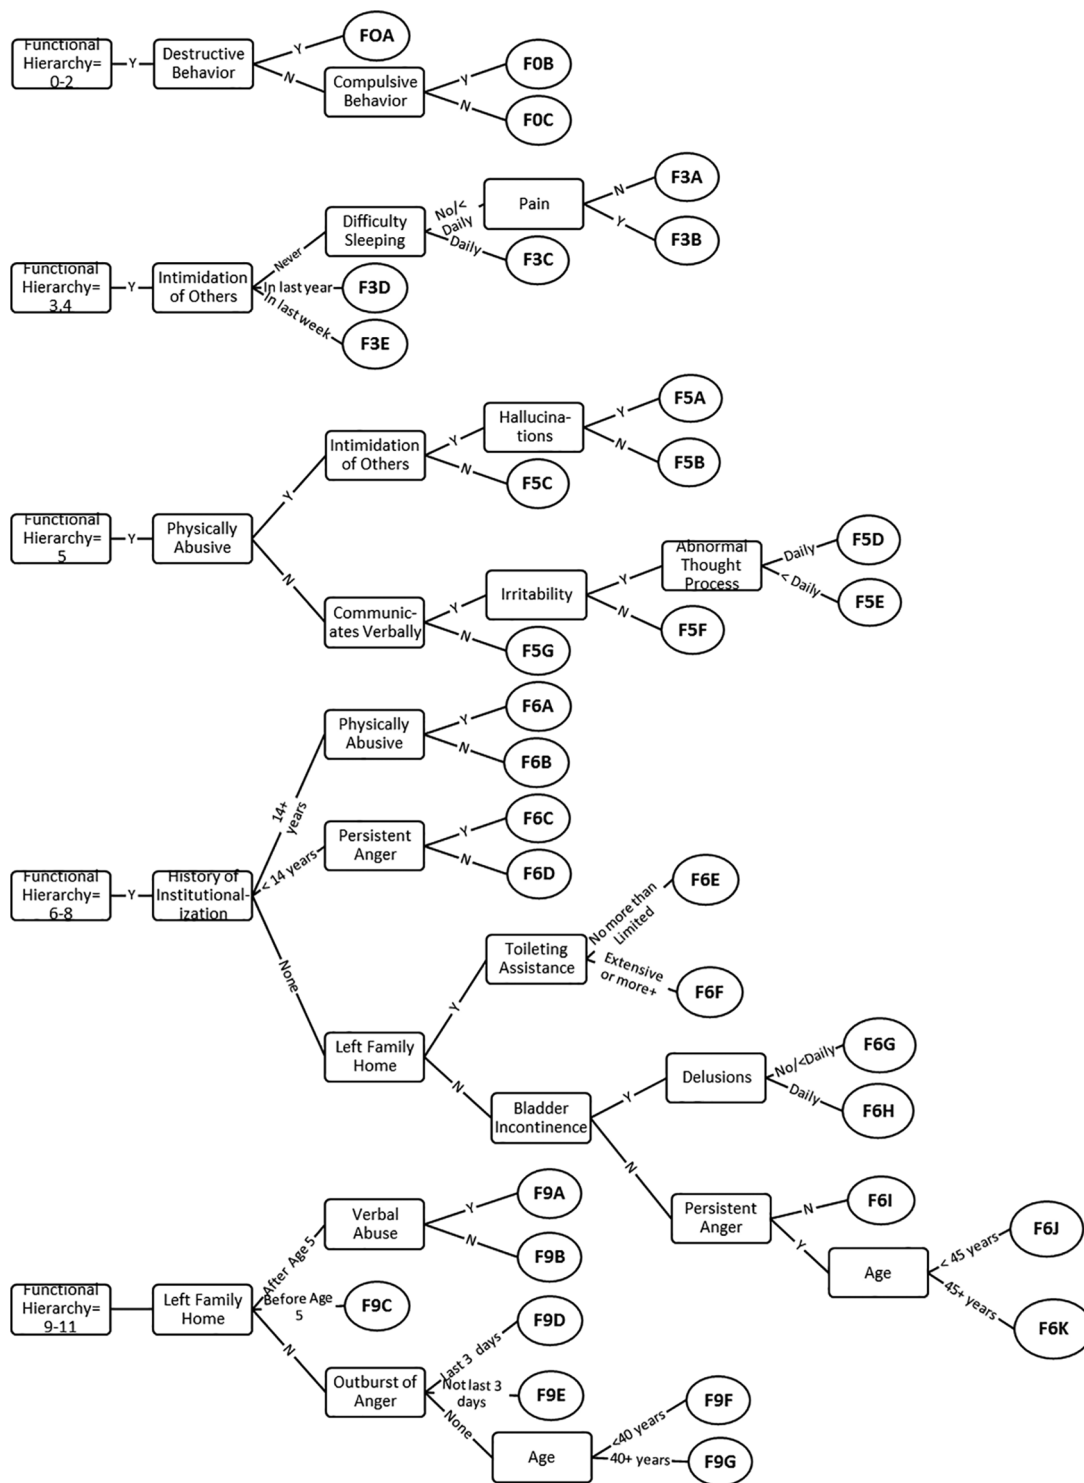 Functional
Hierarchy=
0-2
Y
Destructive
Behavior
Y
FOA
N
Compulsive
Behavior
Y
F0B
N
F0C
Functional
Hierarchy=
3,4
Y
Intimidation
of Others
Never
Difficulty
Sleeping
No/<
Daily
Pain
N
F3A
Y
F3B
Daily
F3C
In last year
F3D
In last week
F3E
Functional
Hierarchy=
5
Y
Physically
Abusive
Y
Intimidation
of Others
Y
Hallucina-
tions
Y
F5A
N
F5B
N
F5C
N
Communic-
ates Verbally
Y
Irritability
Y
Abnormal
Thought
Process
Daily
F5D
< Daily
F5E
N
F5F
N
F5G
Functional
Hierarchy=
6-8
Y
History of
Institutional-
ization
14+
years
Physically
Abusive
Y
F6A
N
F6B
< 14 years
Persistent
Anger
Y
F6C
N
F6D
None
Left Family
Home
Y
Toileting
Assistance
No more than
Limited
F6E
Extensive
or more+
F6F
N
Bladder
Incontinence
Y
Delusions
No/<Daily
F6G
Daily
F6H
N
Persistent
Anger
N
F6I
Y
Age
< 45 years
F6J
45+ years
F6K
Functional
Hierarchy=
9-11
Left Family
Home
After Age 5
Verbal
Abuse
Y
F9A
N
F9B
Before Age
5
F9C
N
Outburst of
Anger
Last 3 days
F9D
Not last 3
days
F9E
None
Age
<40 years
F9F
40+ years
F9G